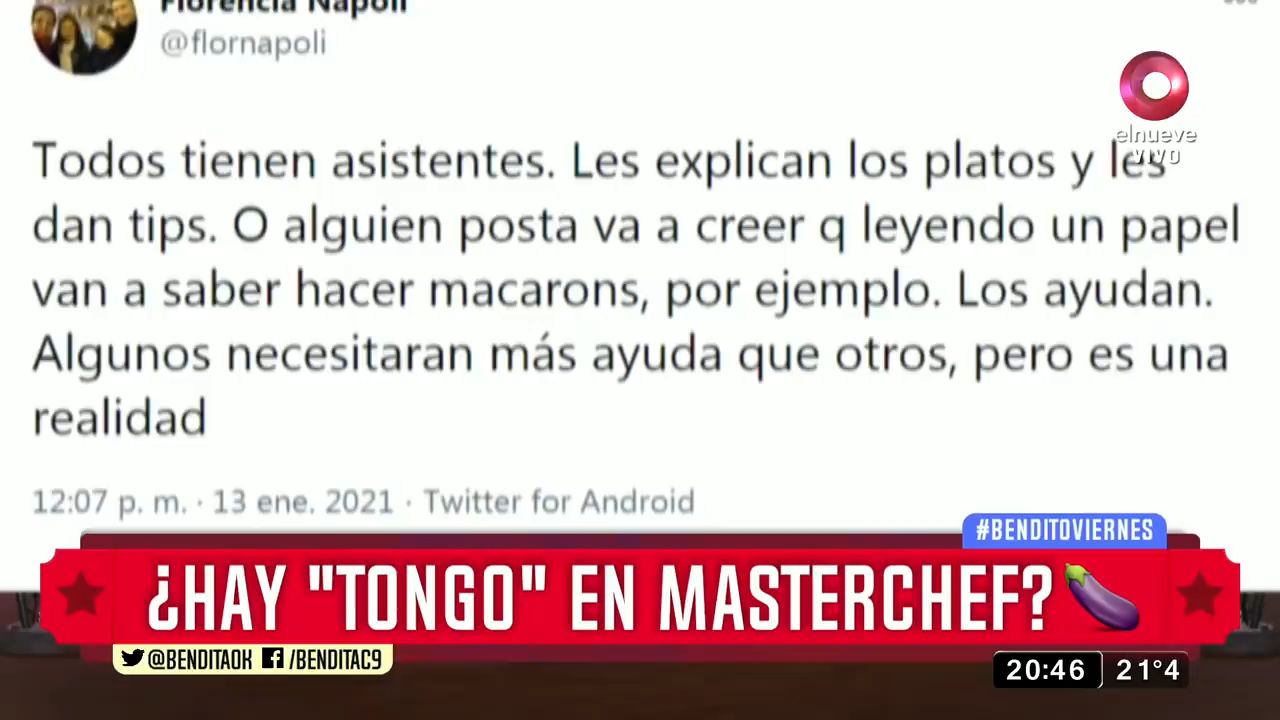 Florencia Napoli
@flornapoli
elnueve
VIVO
Todos tienen asistentes. Les explican los platos y les
dan tips. O alguien posta va a creer q leyendo un papel
van a saber hacer macarons, por ejemplo. Los ayudan.
Algunos necesitaran más ayuda que otros, pero es una
realidad
12:07 p. m. · 13 ene. 2021 · Twitter for Android
#BENDITOVIERNES
¿HAY "TONGO" EN MASTERCHEF?🍆
@BENDITAOK /BENDITAC9
20:46 21°4